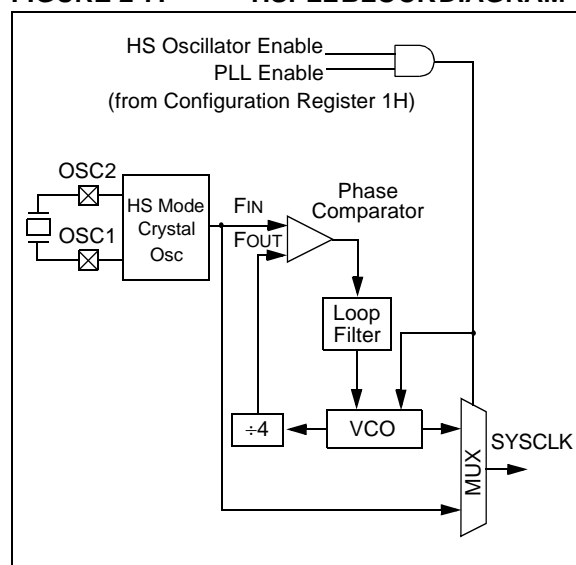 HS Oscillator Enable
PLL Enable
(from Configuration Register 1H)
OSC2
OSC1
HS Mode
Crystal
Osc
FIN
FOUT
Phase
Comparator
Loop
Filter
÷4
VCO
MUX
SYSCLK